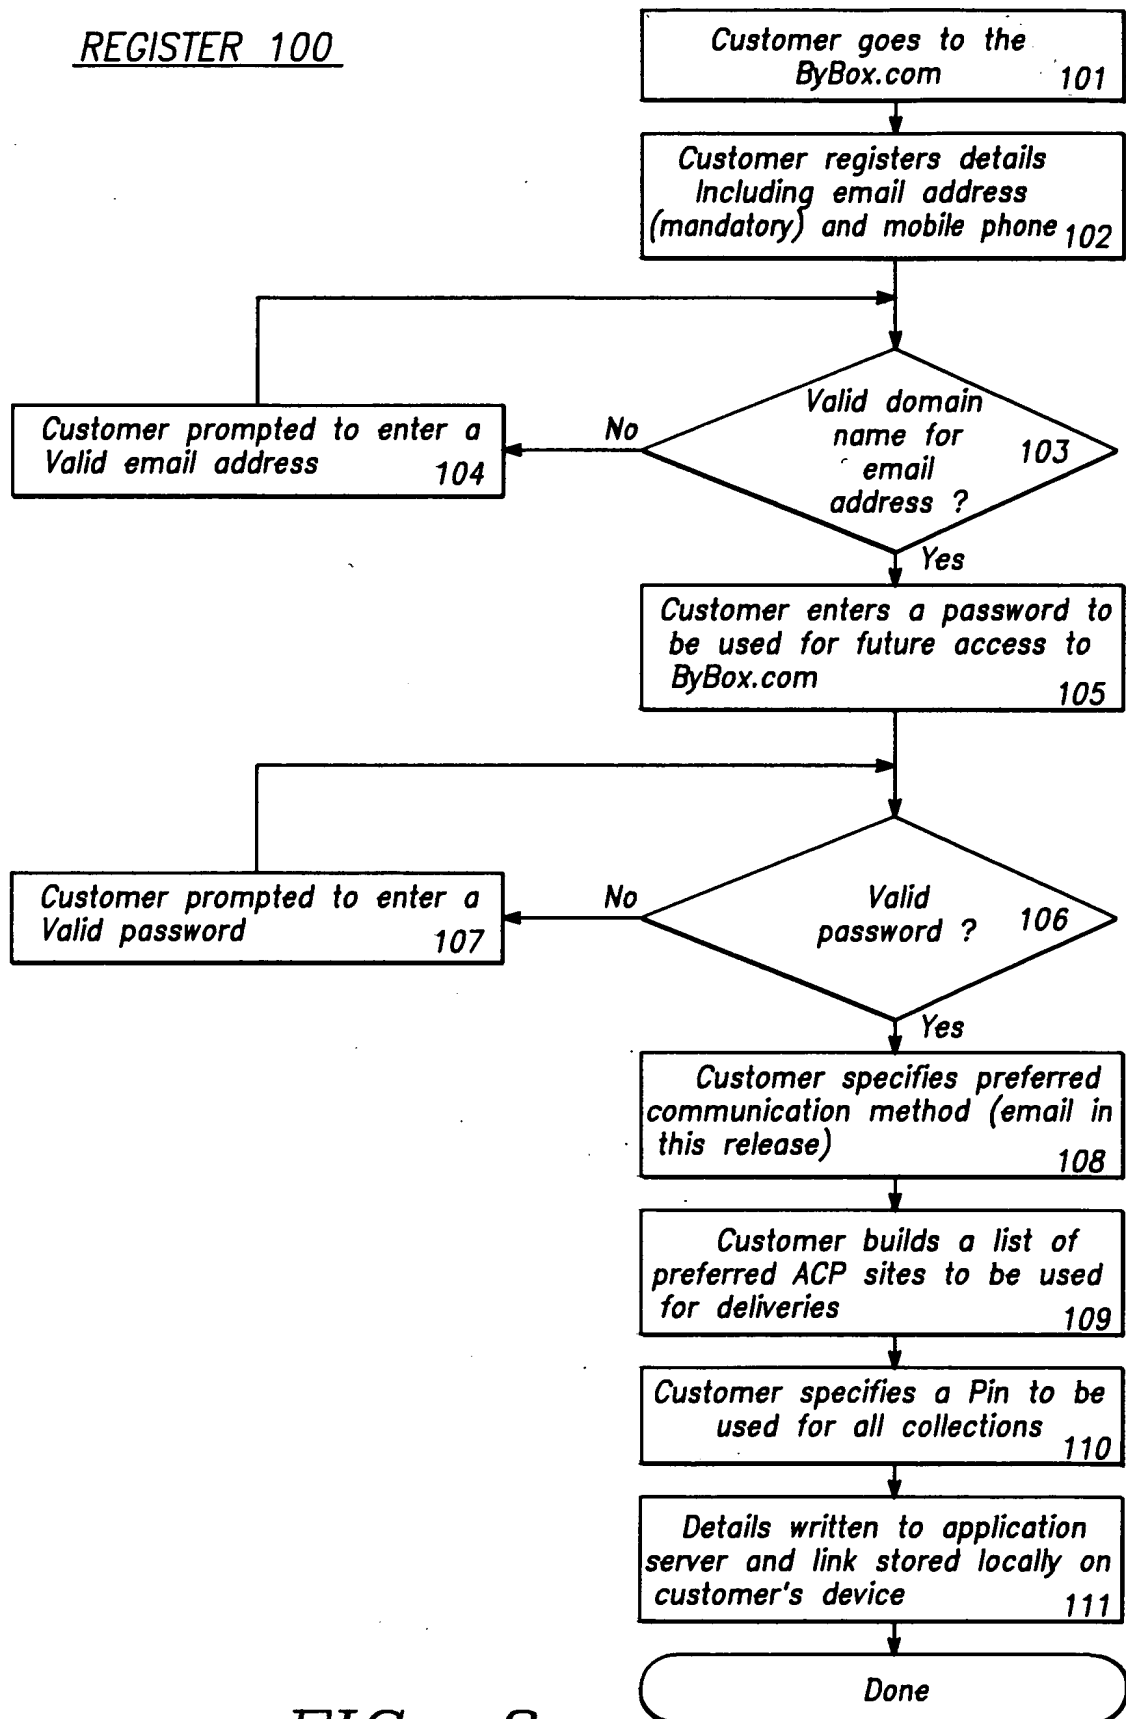 REGISTER 100
Customer goes to the
ByBox.com
101
Customer registers details
Including email address
(mandatory) and mobile phone
102
Valid domain
name for
email
address ?
103
No
Customer prompted to enter a
Valid email address
104
Yes
Customer enters a password to
be used for future access to
ByBox.com
105
Valid
password ?
106
No
Customer prompted to enter a
Valid password
107
Yes
Customer specifies preferred
communication method (email in
this release)
108
Customer builds a list of
preferred ACP sites to be used
for deliveries
109
Customer specifies a Pin to be
used for all collections
110
Details written to application
server and link stored locally on
customer's device
111
Done